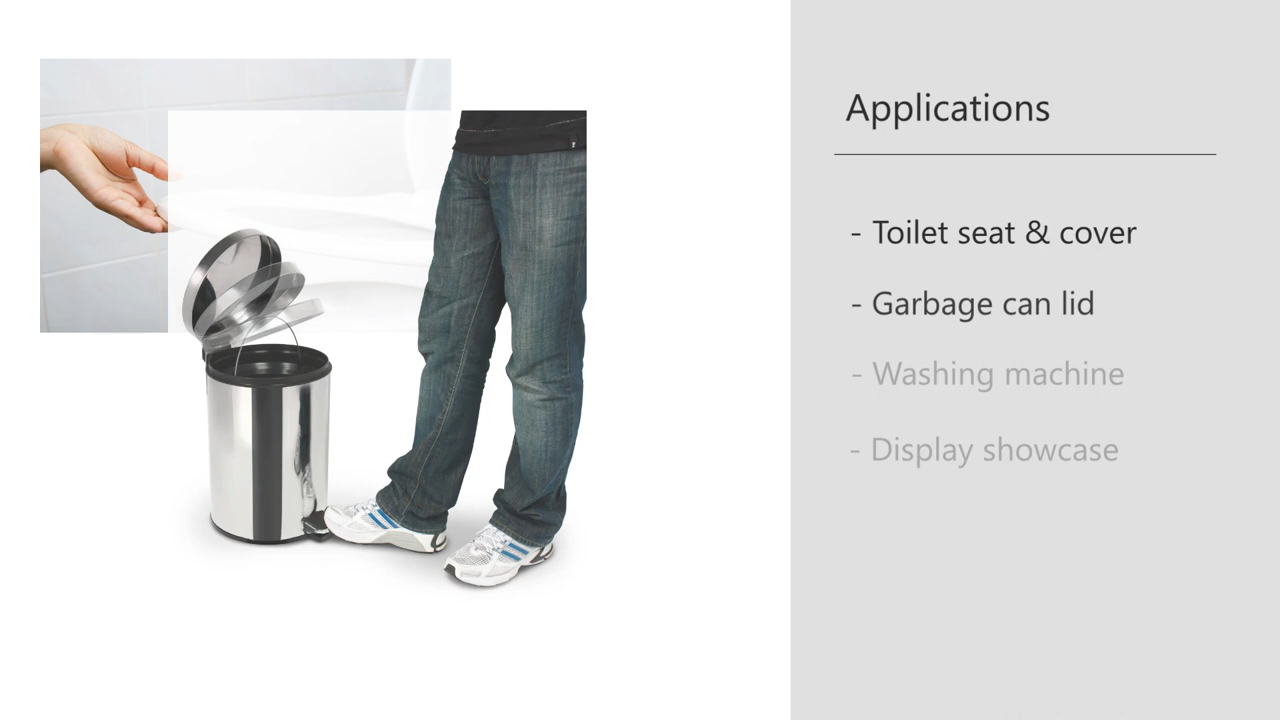 Applications
- Toilet seat & cover
- Garbage can lid
- Washing machine
- Display showcase